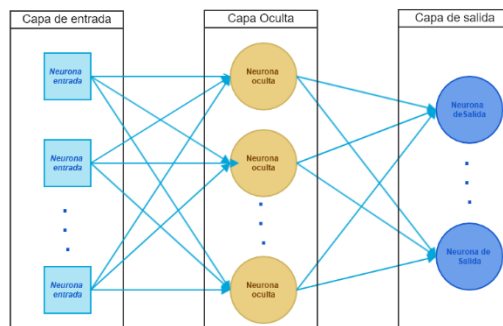 Capa de entrada
Capa Oculta
Capa de salida
Neurona
entrada
Neurona
oculta
Neurona
deSalida
Neurona
entrada
Neurona
oculta
Neurona
entrada
Neurona
oculta
Neurona de
Salida